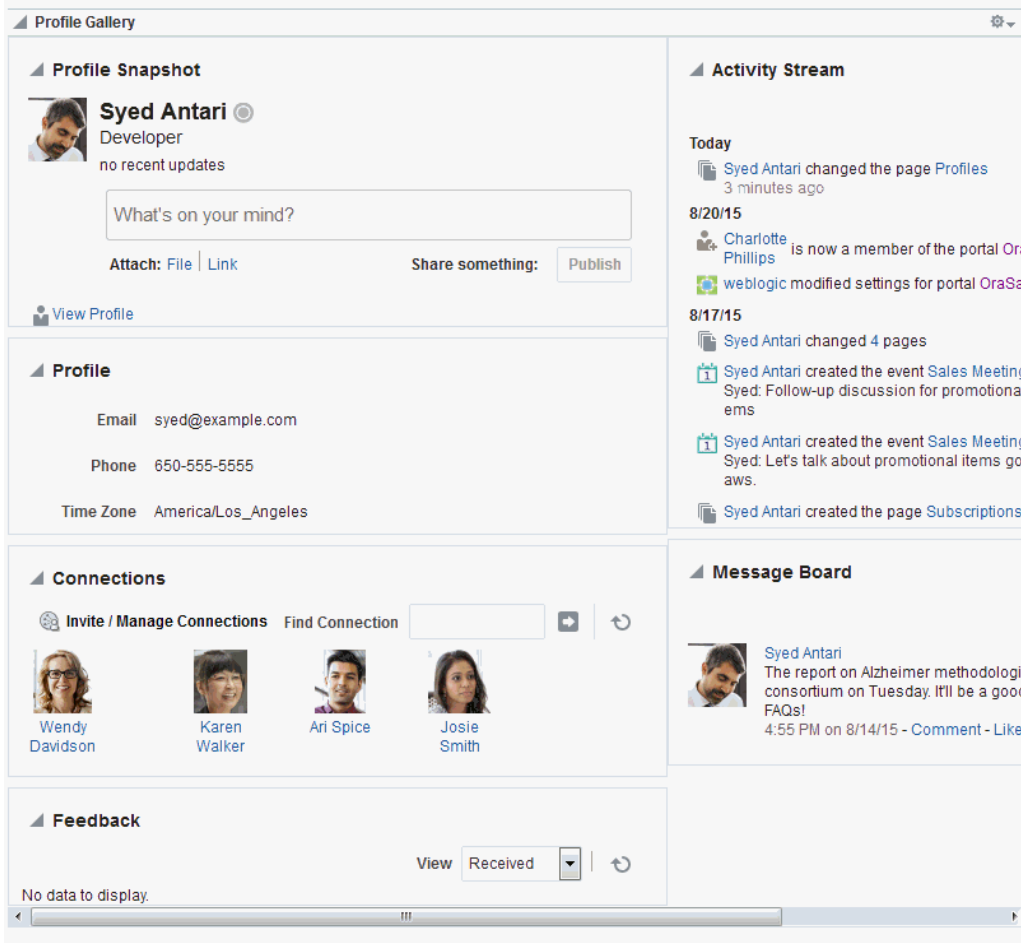 Profile Gallery
Profile Snapshot
Syed Antari
Developer
no recent updates
What's on your mind?
Attach: File Link Share something: Publish
View Profile
Profile
Email syed@example.com
Phone 650-555-5555
Time Zone America/Los_Angeles
Connections
Invite / Manage Connections Find Connection
Wendy Davidson
Karen Walker
Ari Spice
Josie Smith
Feedback
View Received
No data to display.
Activity Stream
Today
Syed Antari changed the page Profiles
3 minutes ago
8/20/15
Charlotte
Phillips is now a member of the portal
weblogic modified settings for portal
8/17/15
Syed Antari changed 4 pages
1
Syed Antari created the event Sales Meeting
Syed: Follow-up discussion for promotiona
ems
1
Syed Antari created the event Sales Meeting
Syed: Let's talk about promotional items go
aws.
Syed Antari created the page Subscriptions
Message Board
Syed Antari
The report on Alzheimer methodologi
consortium on Tuesday. It'll be a good
FAQs!
4:55 PM on 8/14/15 - Comment - Like